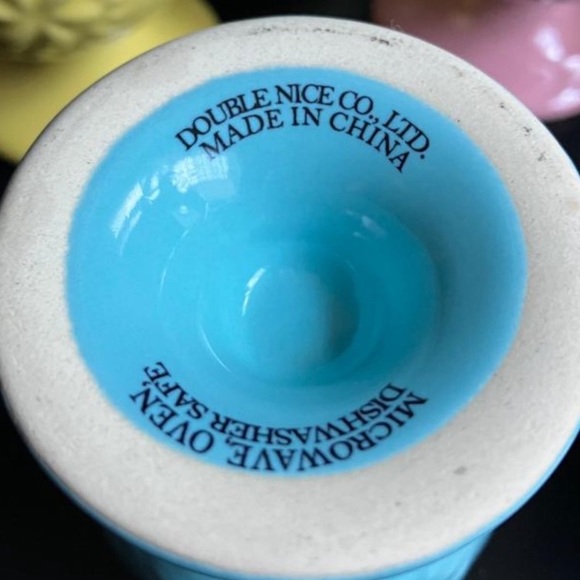 DOUBLE NICE CO., LTD.
MADE IN CHINA
MICROWAVE, OVEN,
DISHWASHER SAFE.